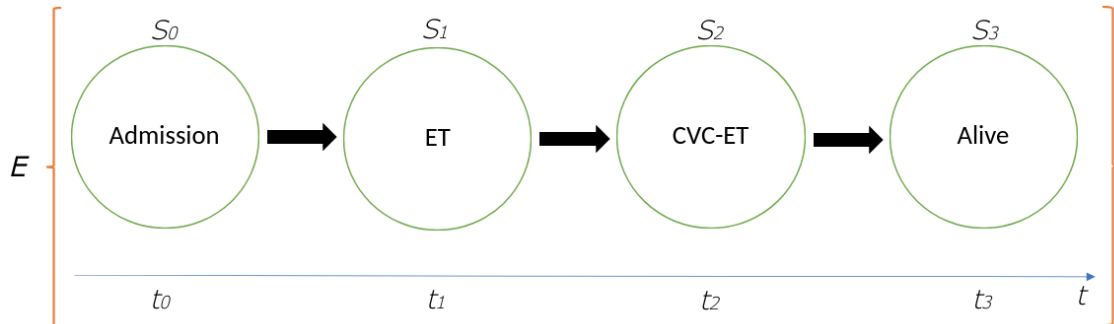 S0 S1 S2 S3
Admission ET CVC-ET Alive
E
t0 t1 t2 t3 t